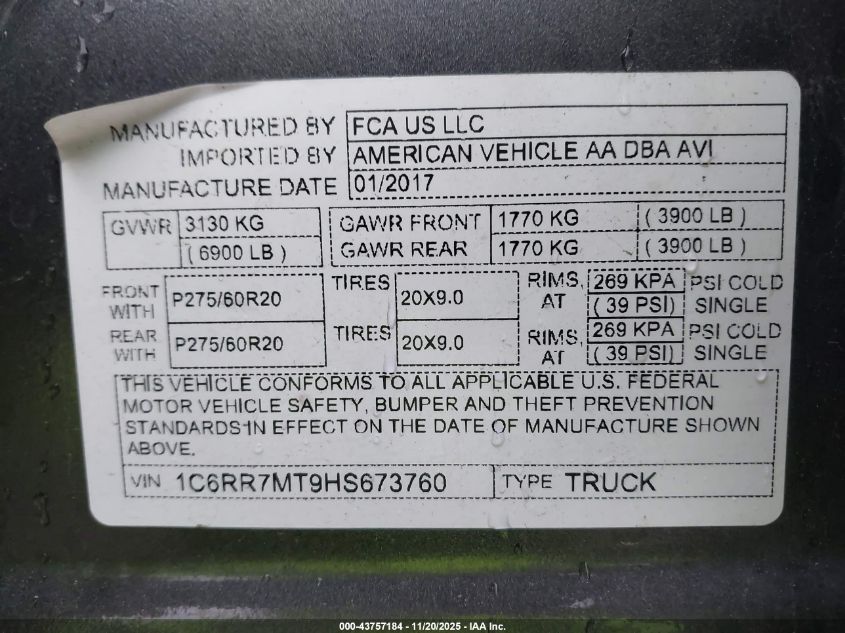 MANUFACTURED BY FCA US LLC
IMPORTED BY AMERICAN VEHICLE AA DBA AVI
MANUFACTURE DATE 01/2017
GVWR 3130 KG GAWR FRONT 1770 KG ( 3900 LB )
( 6900 LB ) GAWR REAR 1770 KG ( 3900 LB )
FRONT WITH P275/60R20 TIRES 20X9.0 RIMS, AT 269 KPA ( 39 PSI) PSI COLD SINGLE
REAR WITH P275/60R20 TIRES 20X9.0 RIMS, AT 269 KPA ( 39 PSI) PSI COLD SINGLE
THIS VEHICLE CONFORMS TO ALL APPLICABLE U.S. FEDERAL
MOTOR VEHICLE SAFETY, BUMPER AND THEFT PREVENTION
STANDARDS IN EFFECT ON THE DATE OF MANUFACTURE SHOWN
ABOVE.
VIN 1C6RR7MT9HS673760 TYPE TRUCK
000-43757184 - 11/20/2025 - IAA Inc.